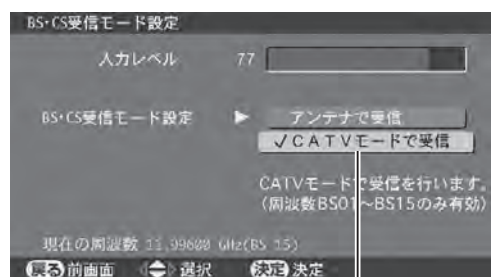 BS・CS受信モード設定
入力レベル 77
BS・CS受信モード設定 ▶ アンテナで受信
✓CATVモードで受信
CATVモードで受信を行います。
(周波数BS01～BS15のみ有効)
現在の周波数 11.99600 GHz(BS 15)
戻る 前画面 選択 決定 決定